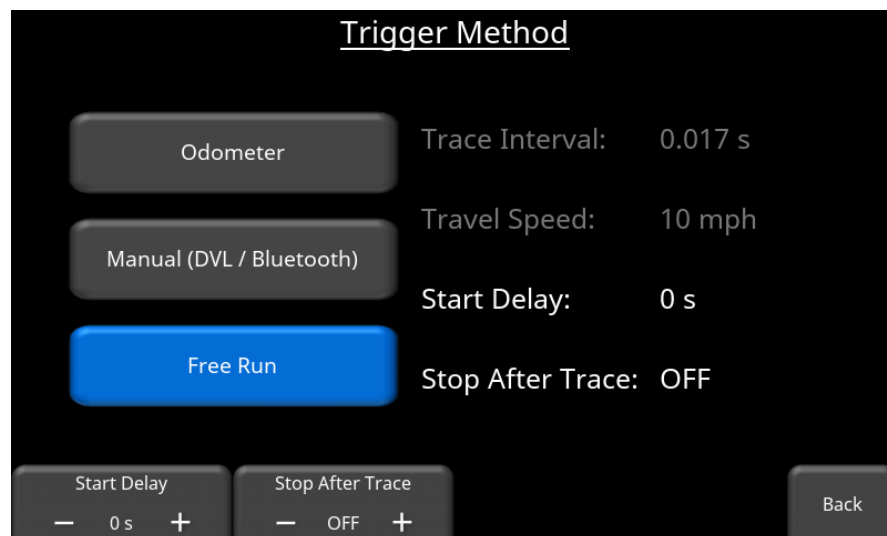 Trigger Method
Odometer
Trace Interval: 0.017 s
Manual (DVL / Bluetooth)
Travel Speed: 10 mph
Start Delay: 0 s
Free Run
Stop After Trace: OFF
Start Delay
− 0 s +
Stop After Trace
− OFF +
Back